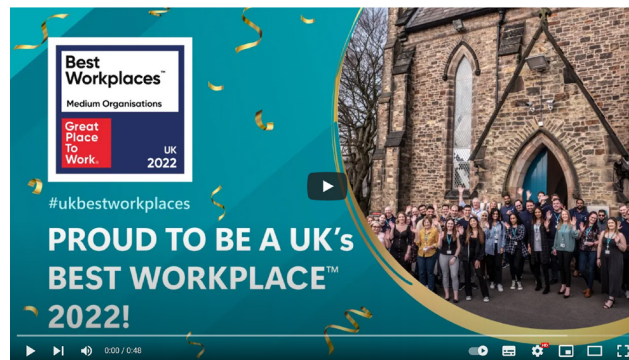 Best
Workplaces™
Medium Organisations
Great
Place
To
Work®
UK
2022
#ukbestworkplaces
PROUD TO BE A UK's
BEST WORKPLACE™
2022!
0:00 / 0:48
HD